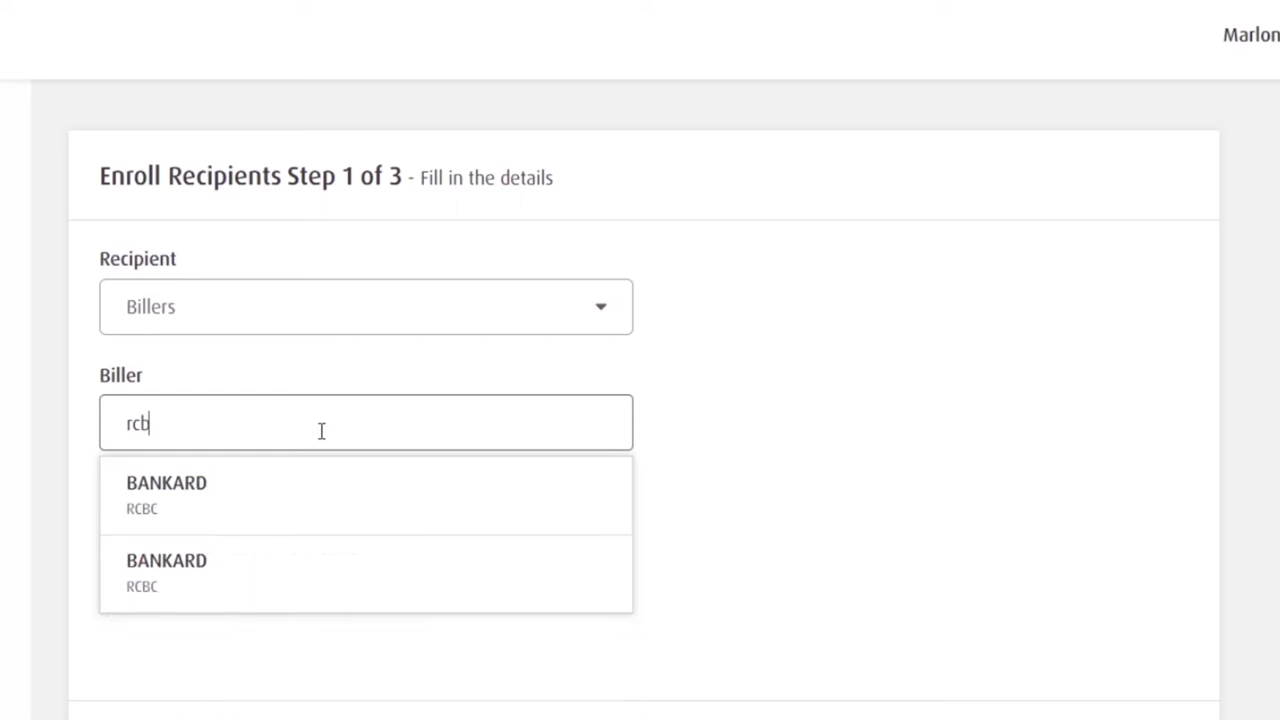 Marlon
Enroll Recipients Step 1 of 3 - Fill in the details
Recipient
Billers
Biller
rcb
BANKARD
RCBC
BANKARD
RCBC